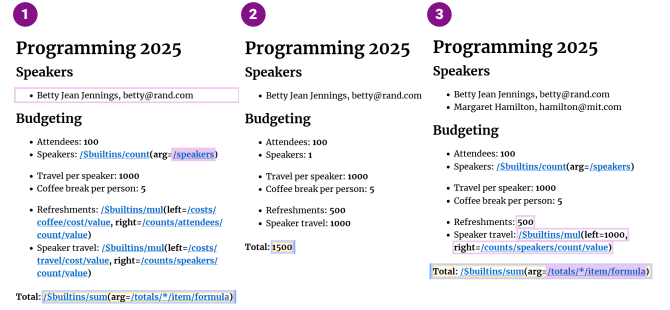 1
Programming 2025
Speakers
• Betty Jean Jennings, betty@rand.com
Budgeting
• Attendees: 100
• Speakers: /$builtins/count(arg=/speakers)
• Travel per speaker: 1000
• Coffee break per person: 5
• Refreshments: /$builtins/mul(left=/costs/
coffee/cost/value, right=/counts/attendees/
count/value)
• Speaker travel: /$builtins/mul(left=/costs/
travel/cost/value, right=/counts/speakers/
count/value)
Total: /$builtins/sum(arg=/totals/*/item/formula)
2
Programming 2025
Speakers
• Betty Jean Jennings, betty@rand.com
Budgeting
• Attendees: 100
• Speakers: 1
• Travel per speaker: 1000
• Coffee break per person: 5
• Refreshments: 500
• Speaker travel: 1000
Total: 1500
3
Programming 2025
Speakers
• Betty Jean Jennings, betty@rand.com
• Margaret Hamilton, hamilton@mit.com
Budgeting
• Attendees: 100
• Speakers: /$builtins/count(arg=/speakers)
• Travel per speaker: 1000
• Coffee break per person: 5
• Refreshments: 500
• Speaker travel: /$builtins/mul(left=1000,
right=/counts/speakers/count/value)
Total: /$builtins/sum(arg=/totals/*/item/formula)